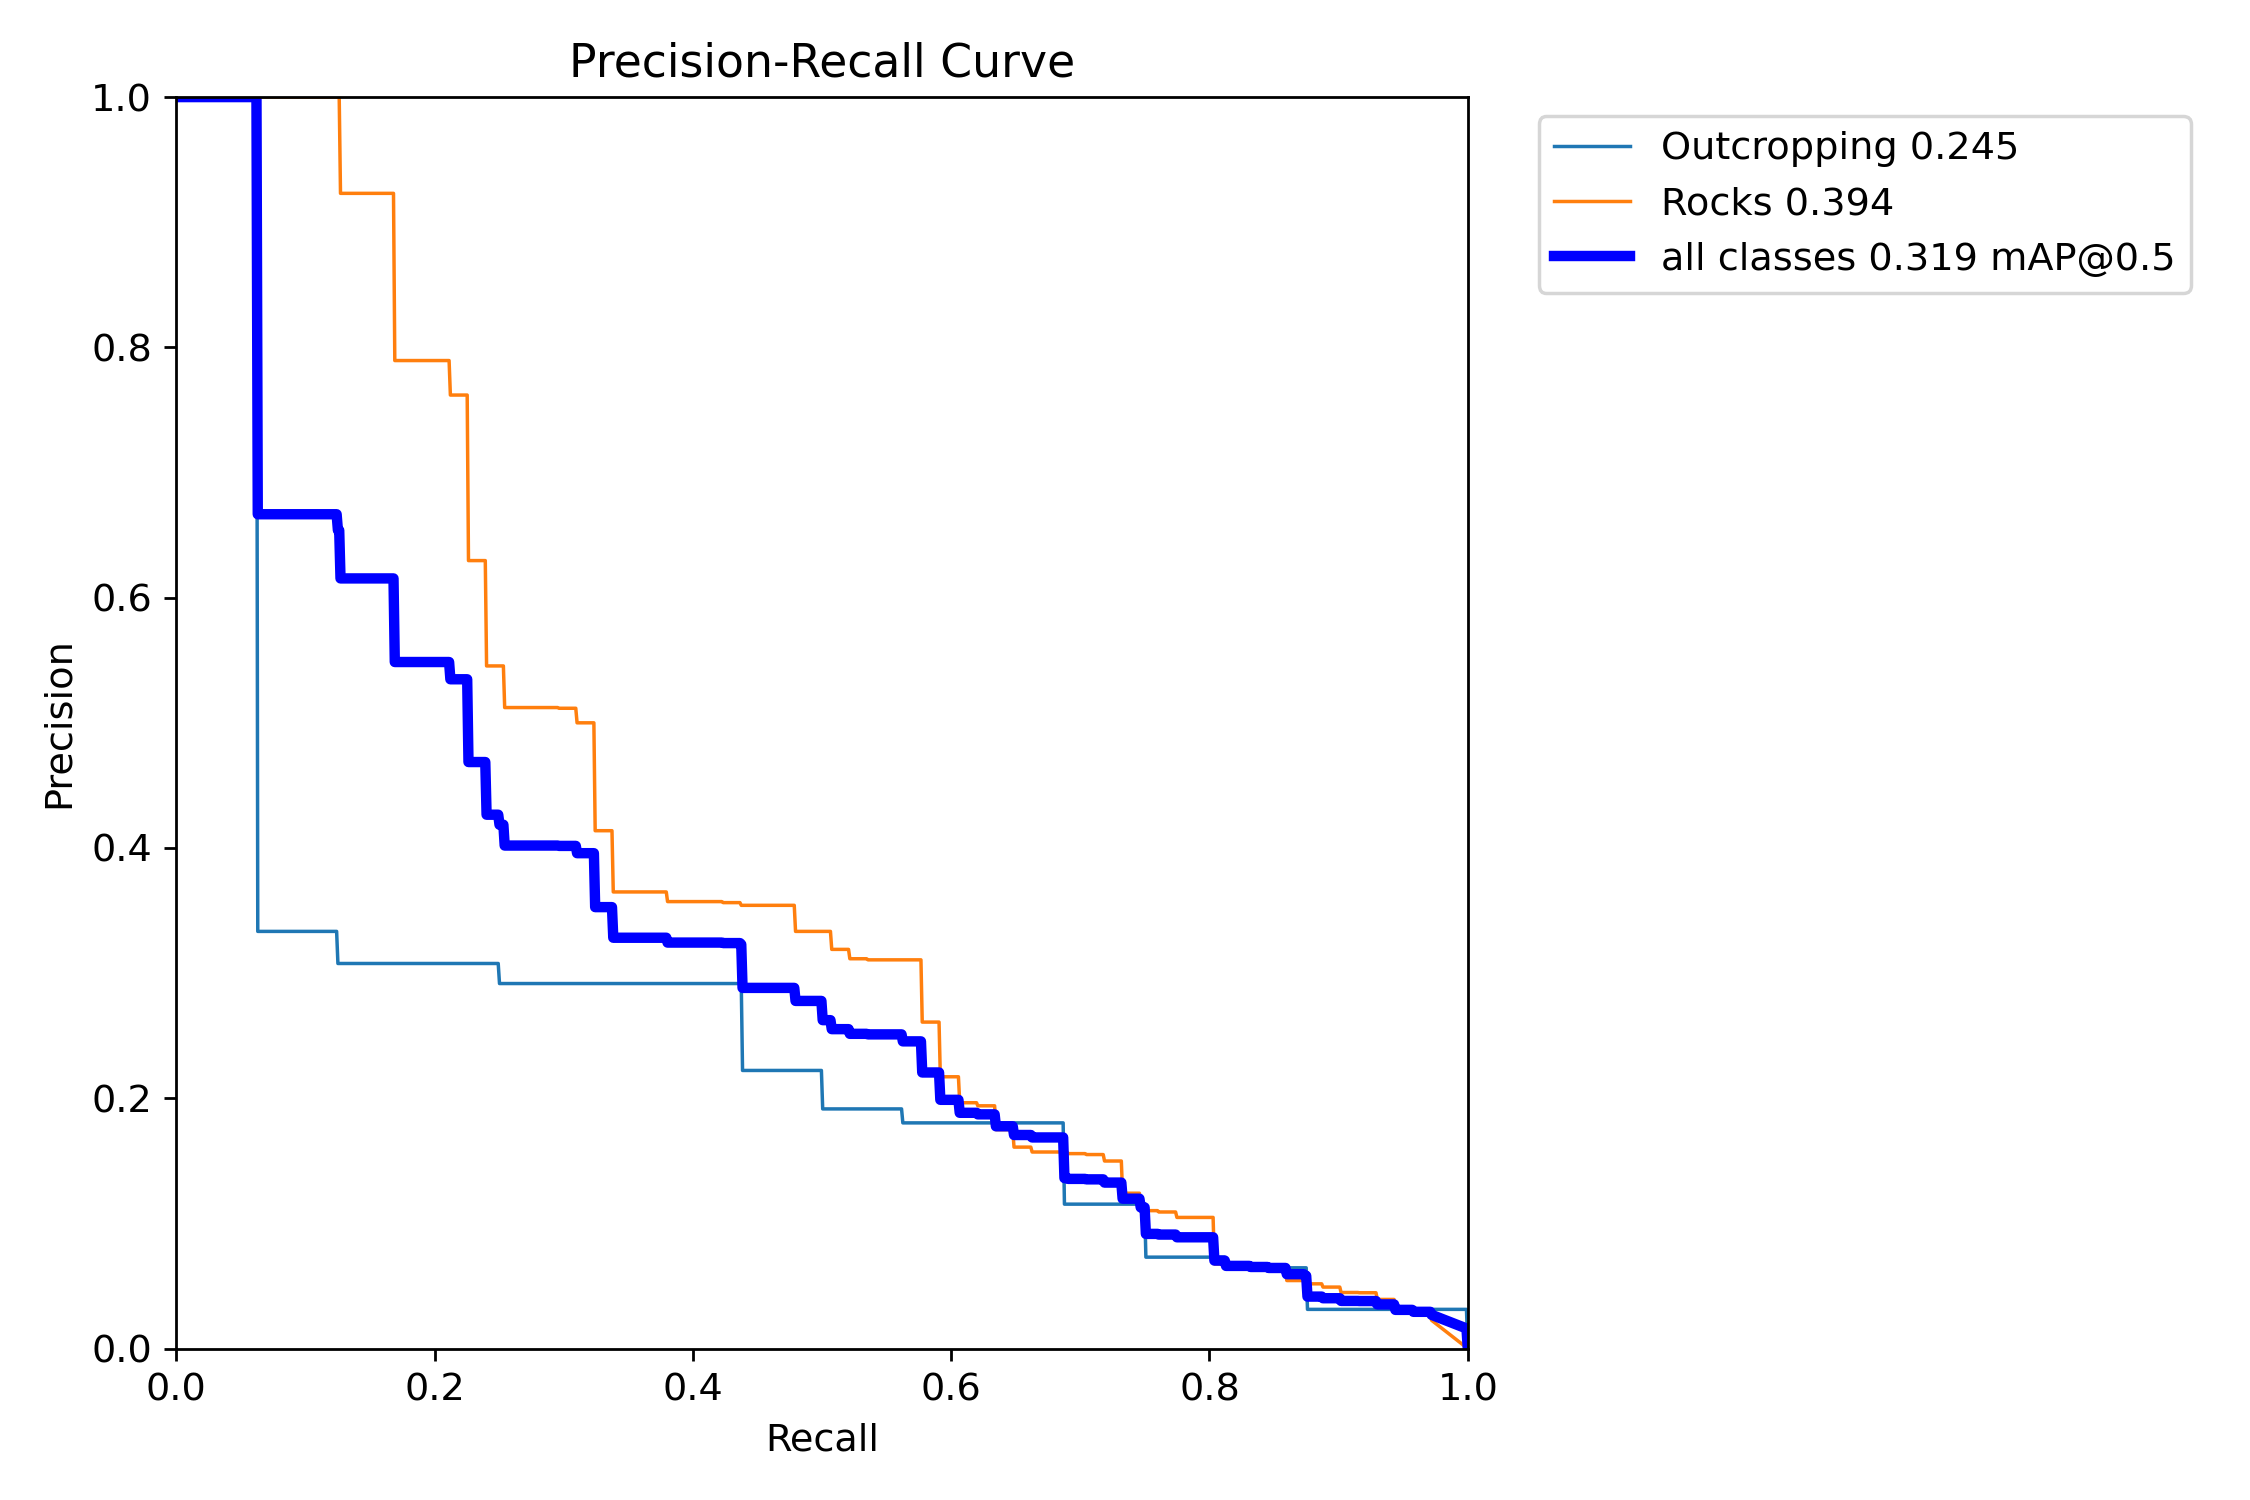 Precision-Recall Curve
Outcropping 0.245
Rocks 0.394
all classes 0.319 mAP@0.5
Precision
1.0
0.8
0.6
0.4
0.2
0.0
0.0 0.2 0.4 0.6 0.8 1.0
Recall